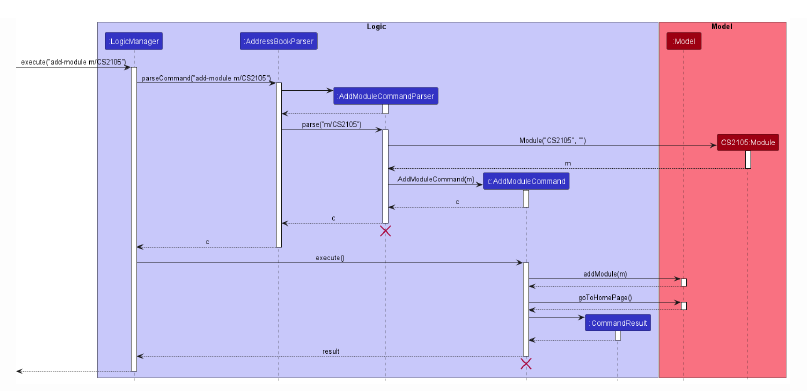 Logic
Model
:LogicManager
:AddressBookParser
:Model
execute("add-module m/CS2105")
parseCommand("add-module m/CS2105")
:AddModuleCommandParser
parse("m/CS2105")
Module("CS2105", "")
CS2105:Module
m
AddModuleCommand(m)
c:AddModuleCommand
c
c
c
execute()
addModule(m)
goToHomePage()
:CommandResult
result